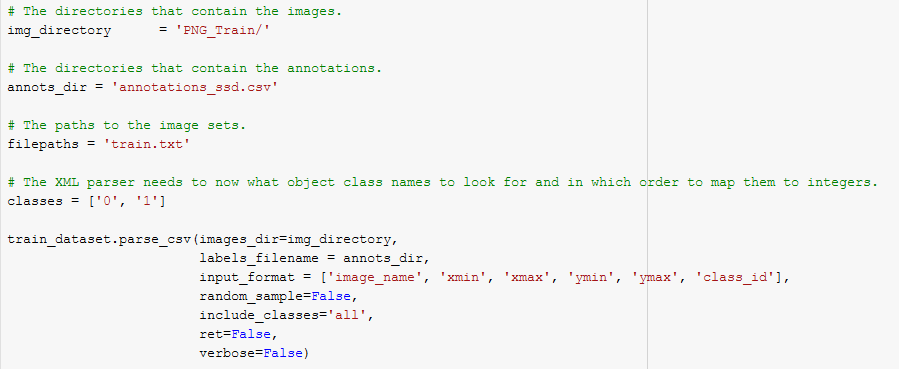 # The directories that contain the images.
img_directory      = 'PNG_Train/'
# The directories that contain the annotations.
annots_dir = 'annotations_ssd.csv'
# The paths to the image sets.
filepaths = 'train.txt'
# The XML parser needs to now what object class names to look for and in which order to map them to integers.
classes = ['0', '1']
train_dataset.parse_csv(images_dir=img_directory,
                        labels_filename = annots_dir,
                        input_format = ['image_name', 'xmin', 'xmax', 'ymin', 'ymax', 'class_id'],
                        random_sample=False,
                        include_classes='all',
                        ret=False,
                        verbose=False)